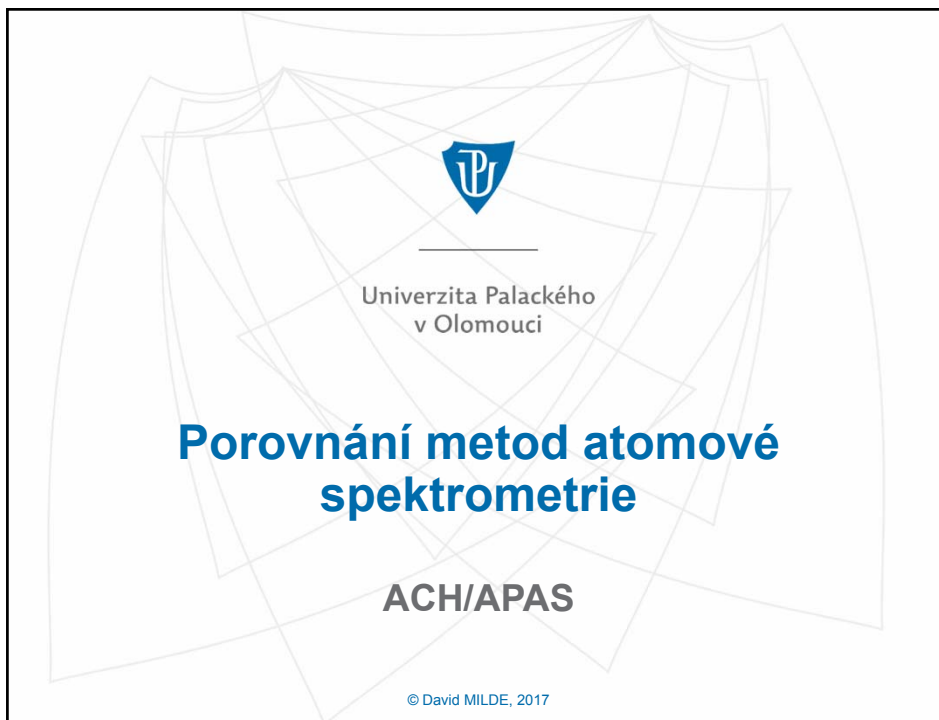 Univerzita Palackého
v Olomouci
Porovnání metod atomové
spektrometrie
ACH/APAS
© David MILDE, 2017